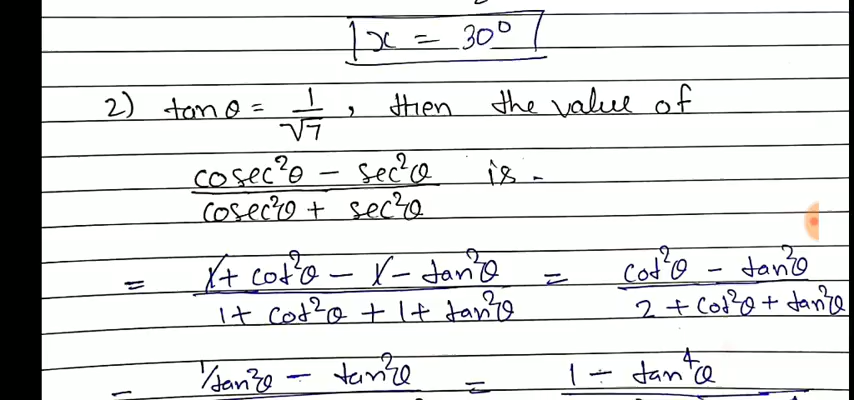 x = 30°
2) tanθ = 1/√7 , then the value of
cosec²θ − sec²θ / cosec²θ + sec²θ is -
= 1 + cot²θ − 1 − tan²θ / 1 + cot²θ + 1 + tan²θ = cot²θ − tan²θ / 2 + cot²θ + tan²θ
= 1/tan²θ − tan²θ = 1 − tan⁴θ